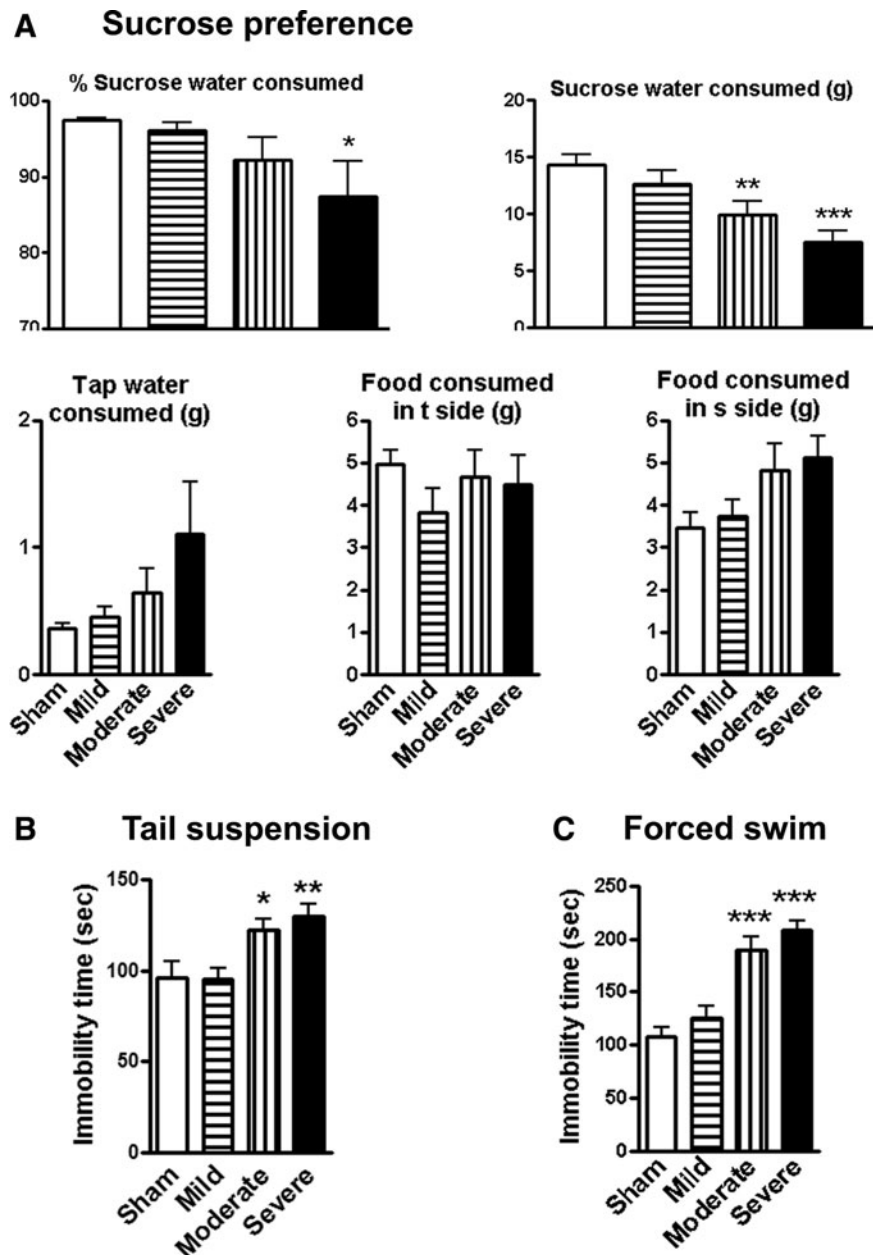 A Sucrose preference
% Sucrose water consumed
100
90
80
70
*
Sucrose water consumed (g)
20
15
10
5
0
**
***
Tap water
consumed (g)
2
1
0
Sham
Mild
Moderate
Severe
Food consumed
in t side (g)
6
5
4
3
2
1
0
Sham
Mild
Moderate
Severe
Food consumed
in s side (g)
6
5
4
3
2
1
0
Sham
Mild
Moderate
Severe
B Tail suspension
Immobility time (sec)
150
100
50
0
*
**
Sham
Mild
Moderate
Severe
C Forced swim
Immobility time (sec)
250
200
150
100
50
0
***
***
Sham
Mild
Moderate
Severe